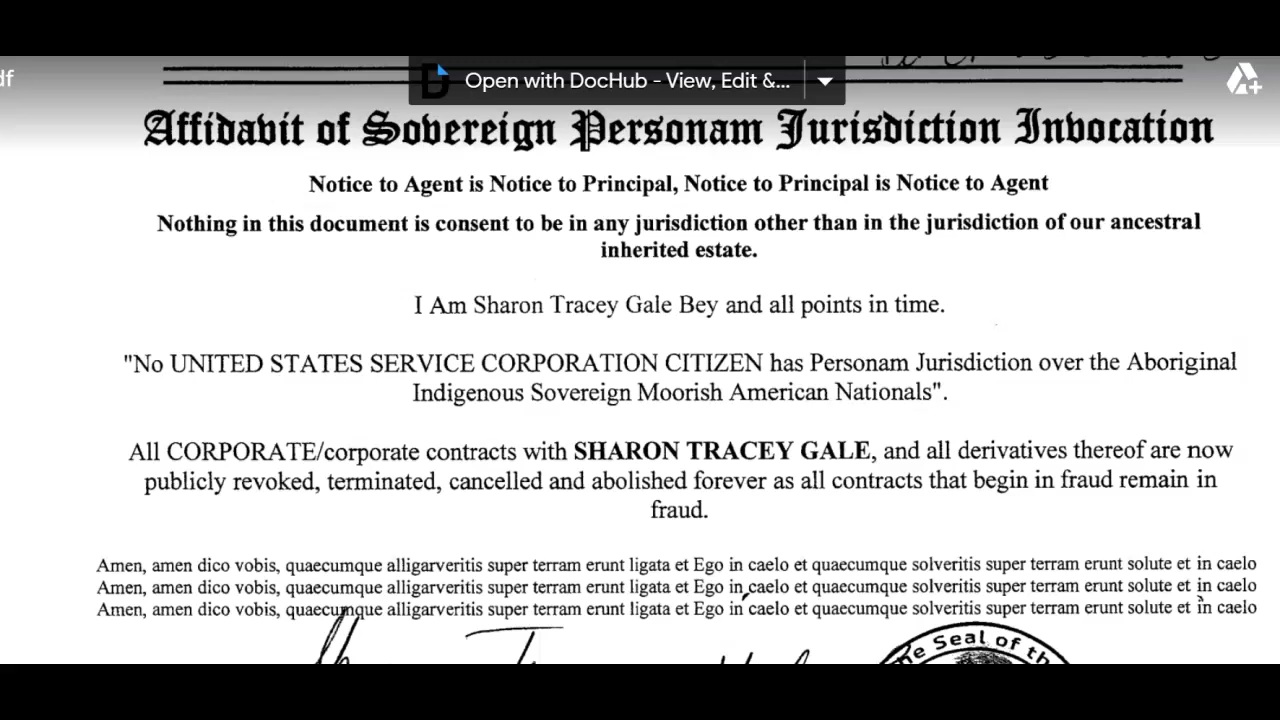 df
Open with DocHub - View, Edit &...
Affidavit of Sovereign Personam Jurisdiction Invocation
Notice to Agent is Notice to Principal, Notice to Principal is Notice to Agent
Nothing in this document is consent to be in any jurisdiction other than in the jurisdiction of our ancestral
inherited estate.
I Am Sharon Tracey Gale Bey and all points in time.
"No UNITED STATES SERVICE CORPORATION CITIZEN has Personam Jurisdiction over the Aboriginal
Indigenous Sovereign Moorish American Nationals".
All CORPORATE/corporate contracts with SHARON TRACEY GALE, and all derivatives thereof are now
publicly revoked, terminated, cancelled and abolished forever as all contracts that begin in fraud remain in
fraud.
Amen, amen dico vobis, quaecumque alligarveritis super terram erunt ligata et Ego in caelo et quaecumque solveritis super terram erunt solute et in caelo
Amen, amen dico vobis, quaecumque alligarveritis super terram erunt ligata et Ego in caelo et quaecumque solveritis super terram erunt solute et in caelo
Amen, amen dico vobis, quaecumque alligarveritis super terram erunt ligata et Ego in caelo et quaecumque solveritis super terram erunt solute et in caelo
he Seal of th